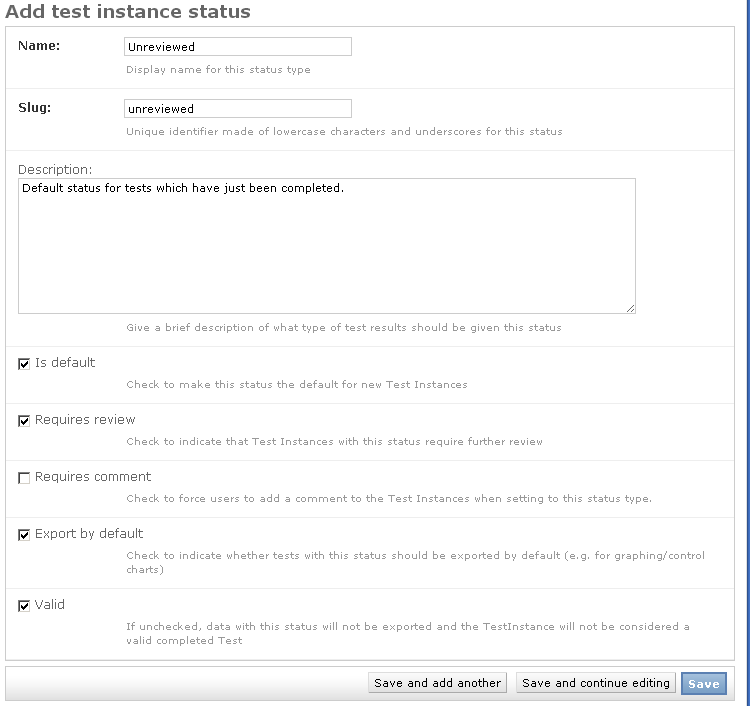 Add test instance status
Name:
Unreviewed
Display name for this status type
Slug:
unreviewed
Unique identifier made of lowercase characters and underscores for this status
Description:
Default status for tests which have just been completed.
Give a brief description of what type of test results should be given this status
Is default
Check to make this status the default for new Test Instances
Requires review
Check to indicate that Test Instances with this status require further review
Requires comment
Check to force users to add a comment to the Test Instances when setting to this status type.
Export by default
Check to indicate whether tests with this status should be exported by default (e.g. for graphing/control
charts)
Valid
If unchecked, data with this status will not be exported and the TestInstance will not be considered a
valid completed Test
Save and add another
Save and continue editing
Save